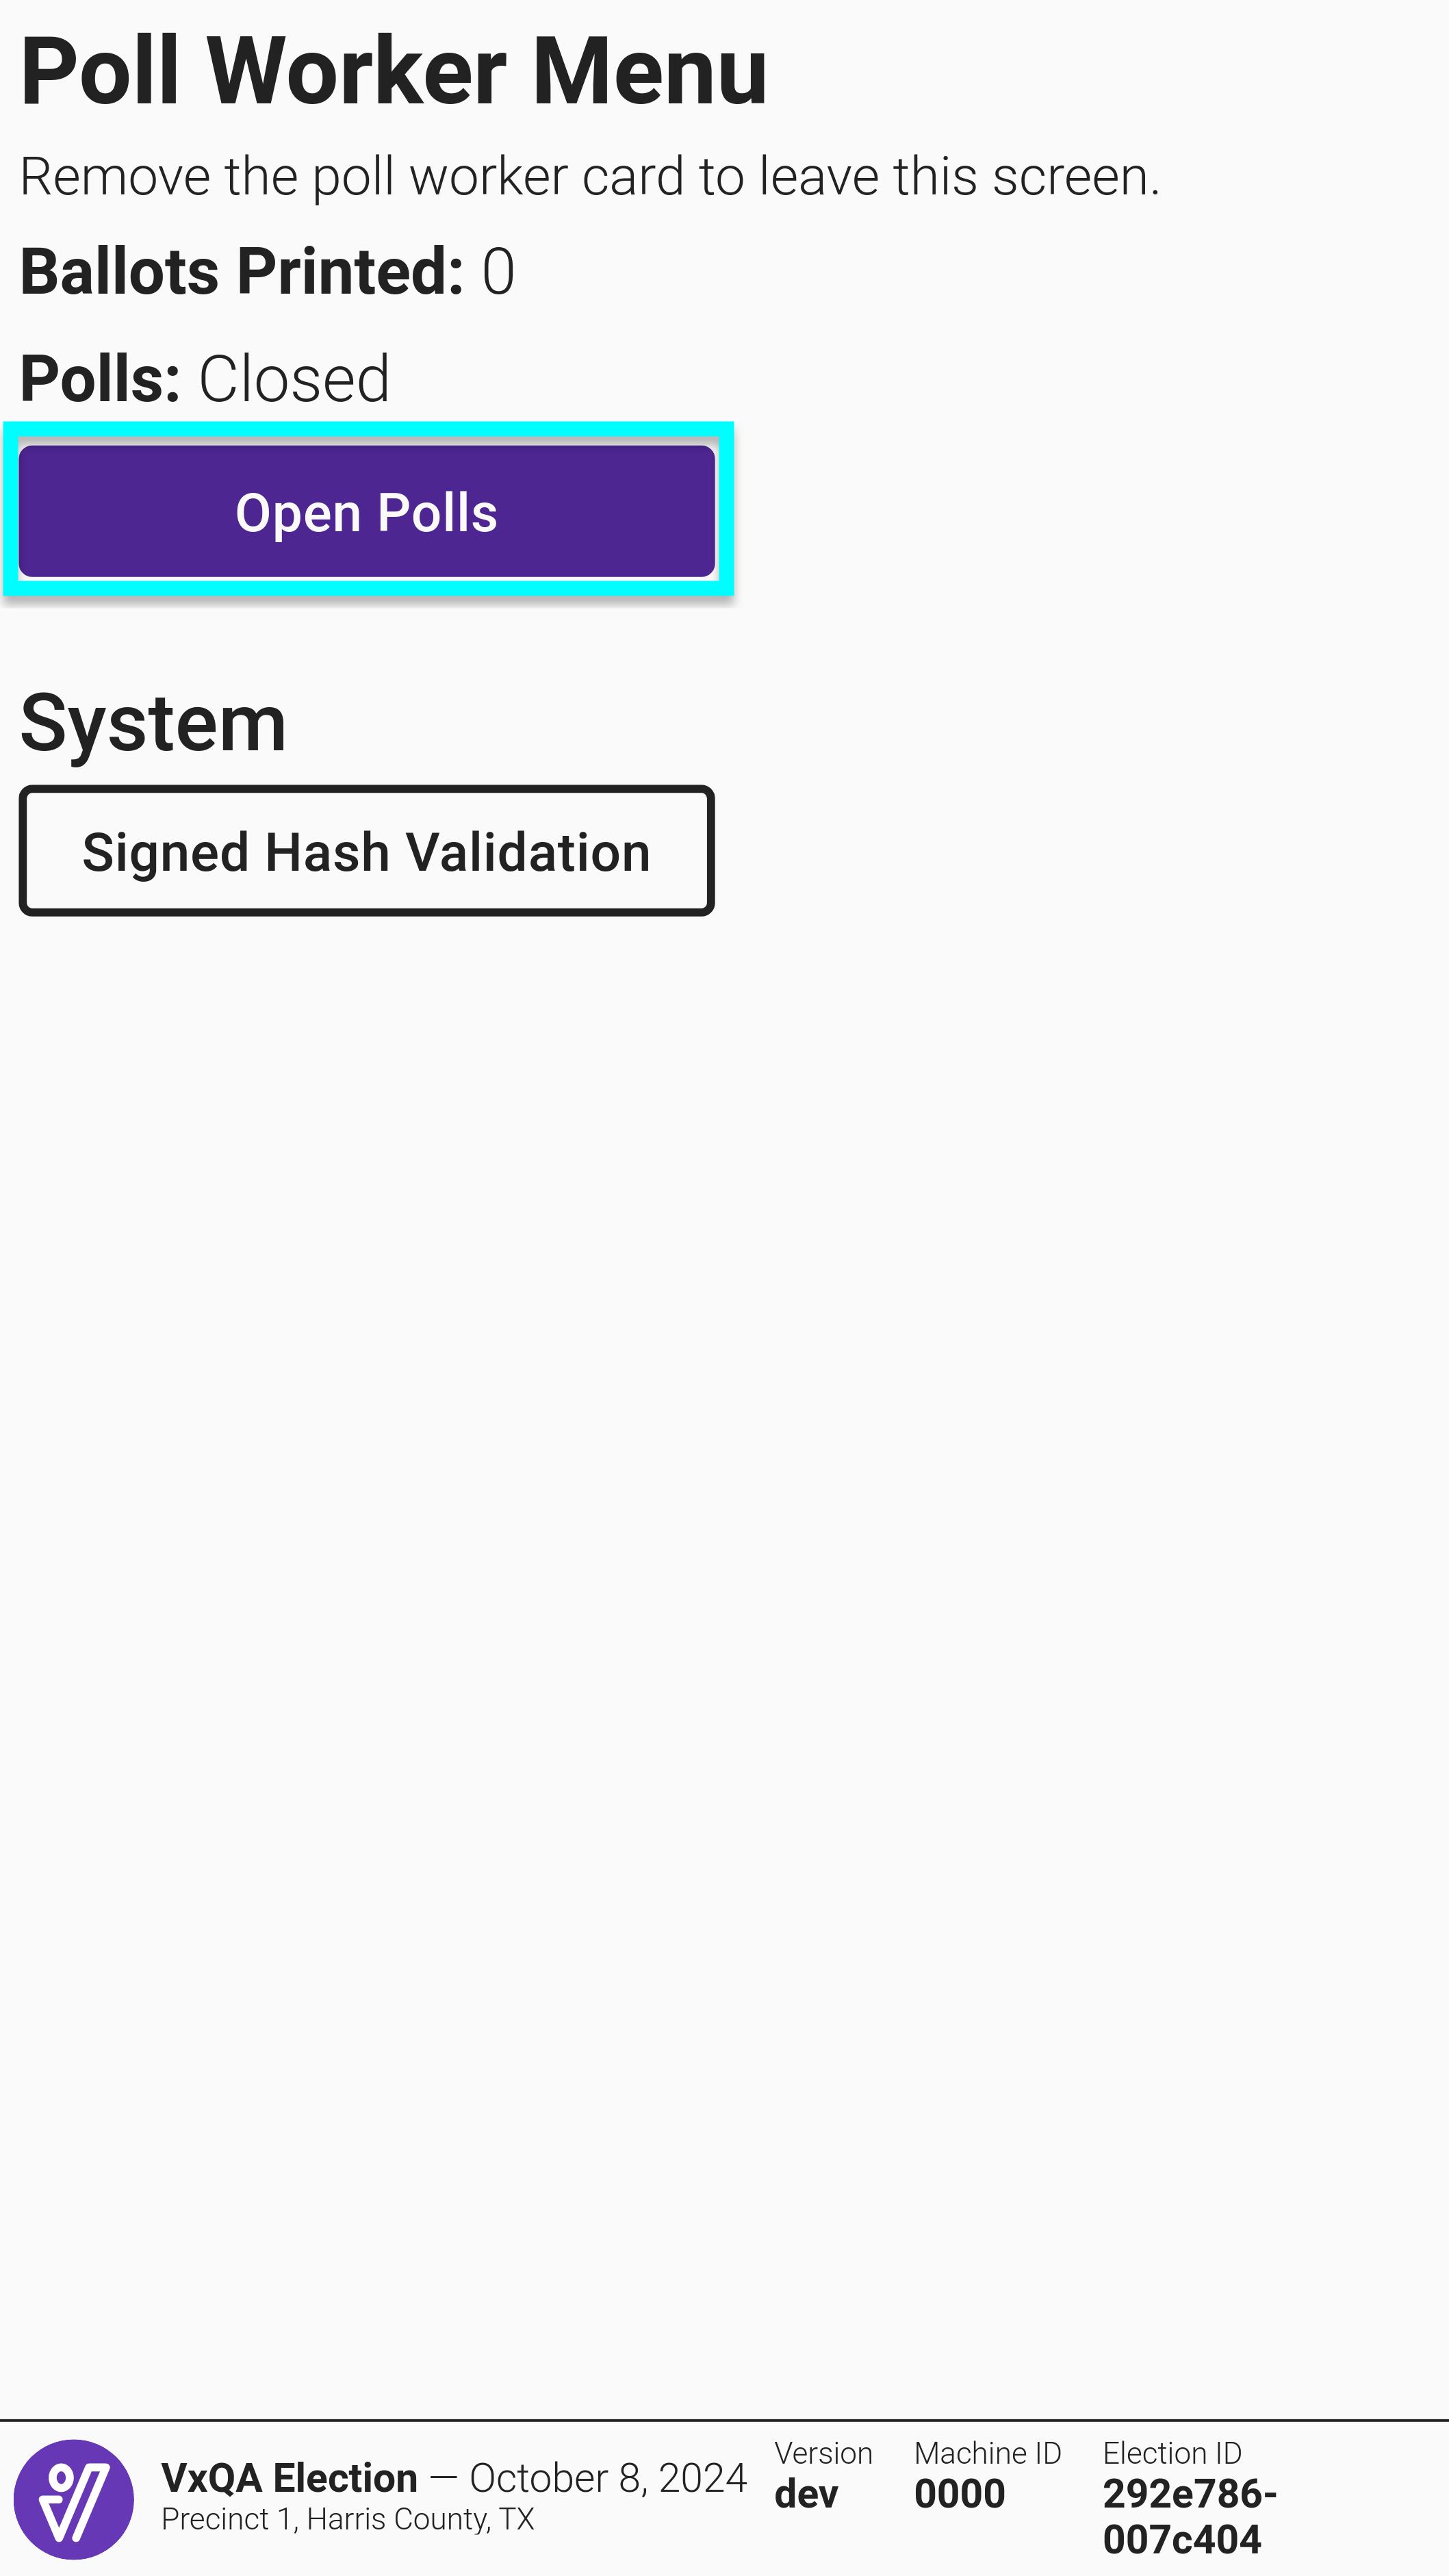 Poll Worker Menu
Remove the poll worker card to leave this screen.
Ballots Printed: 0
Polls: Closed
Open Polls
System
Signed Hash Validation
VxQA Election — October 8, 2024
Precinct 1, Harris County, TX
Version
dev
Machine ID
0000
Election ID
292e786-
007c404